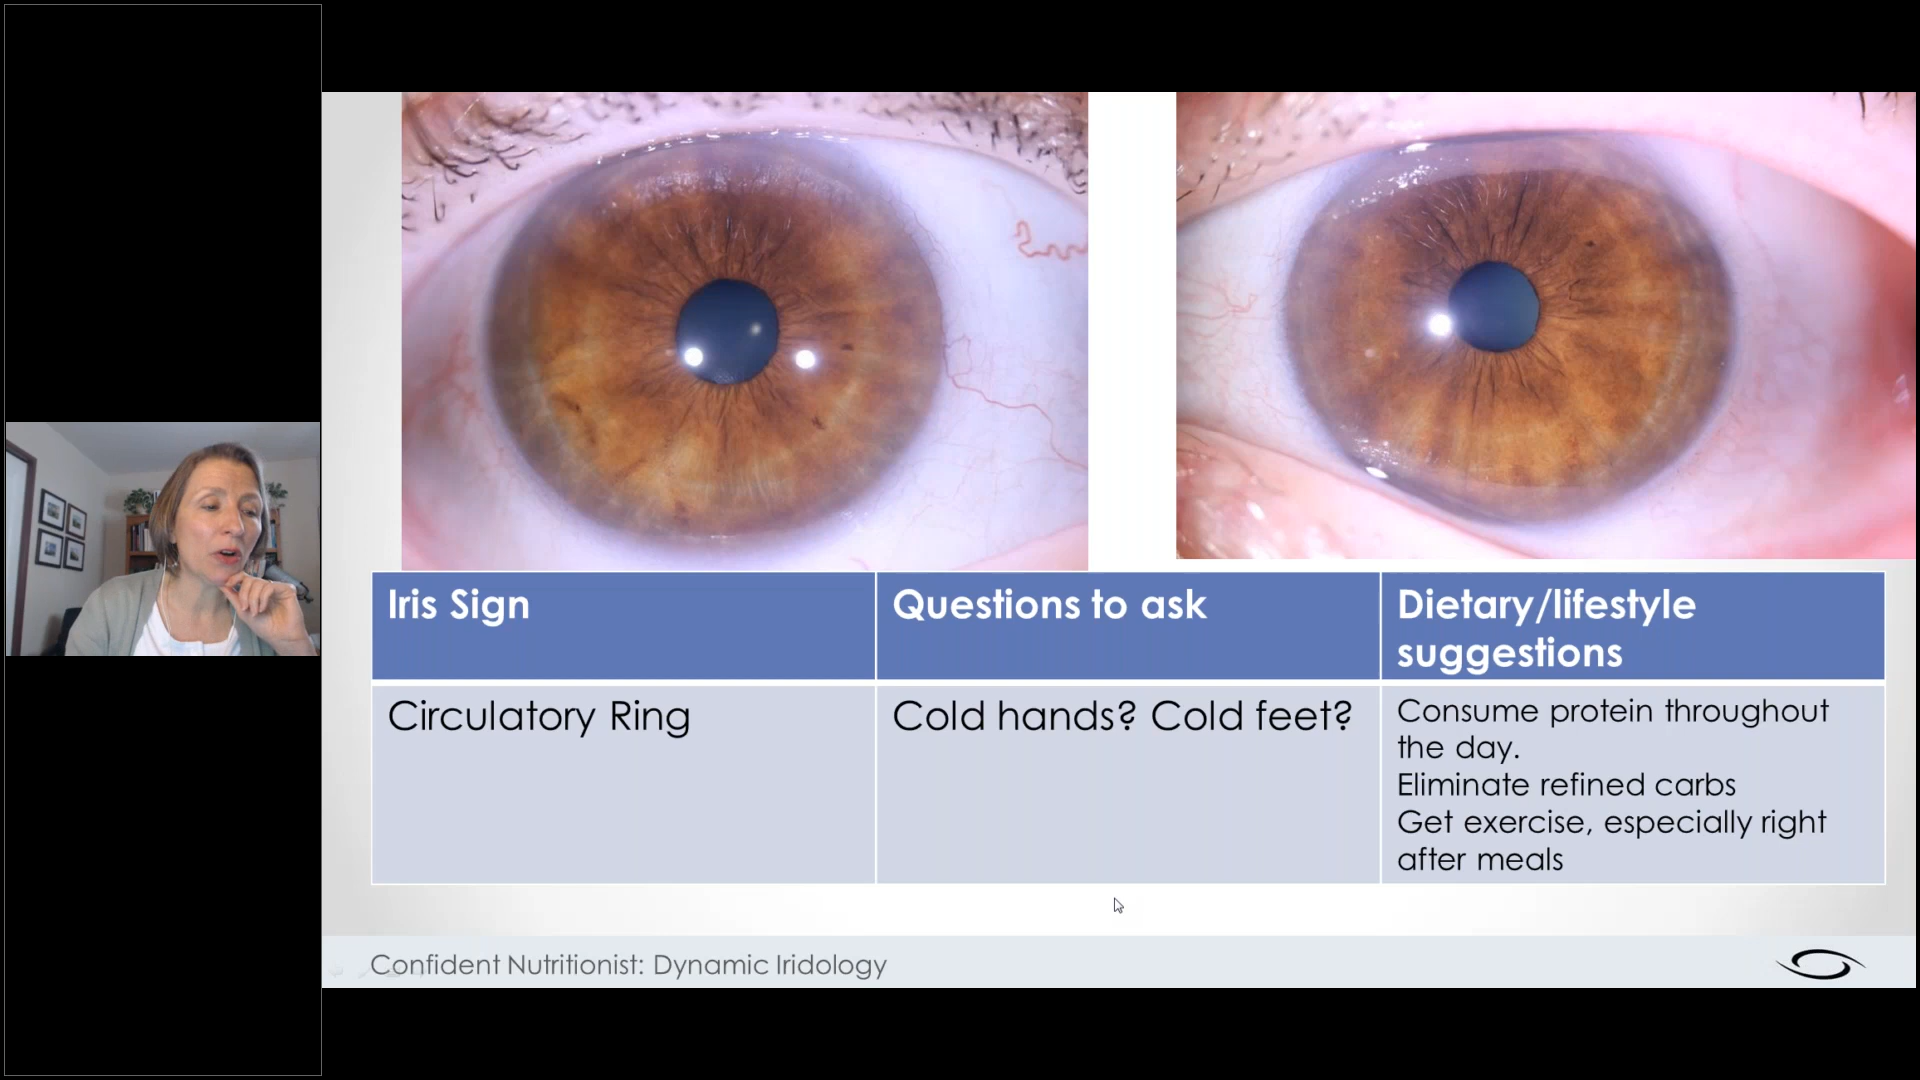 Iris Sign
Questions to ask
Dietary/lifestyle
suggestions
Circulatory Ring
Cold hands? Cold feet?
Consume protein throughout
the day.
Eliminate refined carbs
Get exercise, especially right
after meals
Confident Nutritionist: Dynamic Iridology